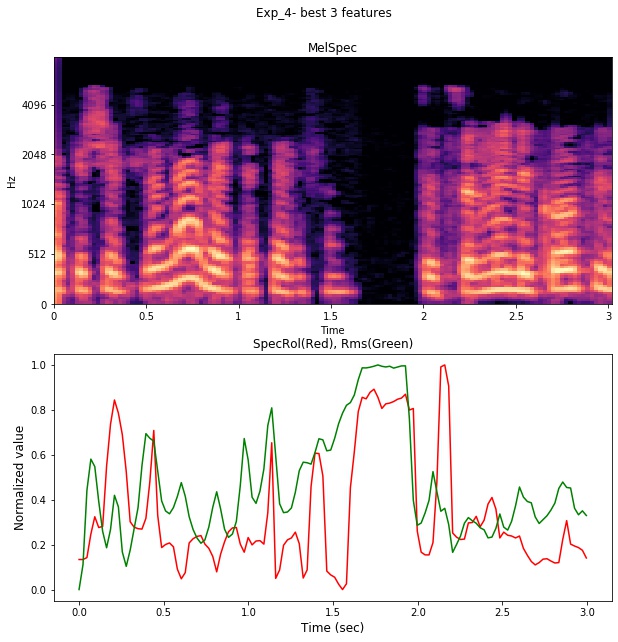 Exp_4- best 3 features
MelSpec
Hz
4096
2048
1024
512
0
0 0.5 1 1.5 2 2.5 3
Time
SpecRol(Red), Rms(Green)
Normalized value
1.0
0.8
0.6
0.4
0.2
0.0
0.0 0.5 1.0 1.5 2.0 2.5 3.0
Time (sec)